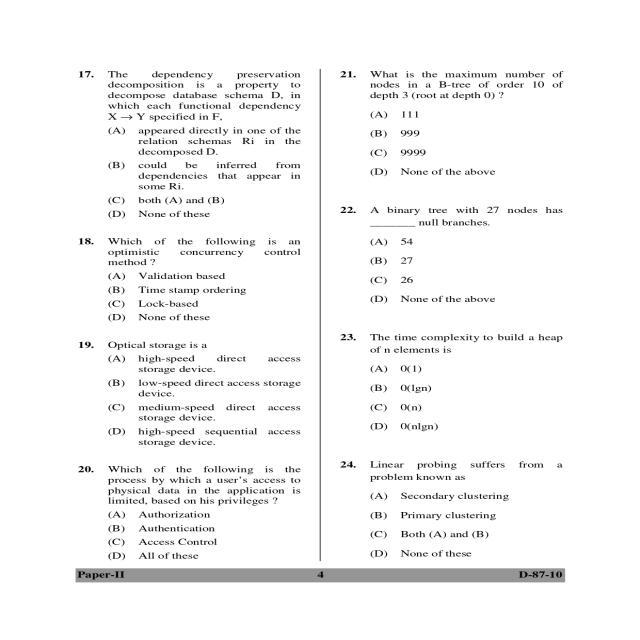 17. The dependency preservation
decomposition is a property to
decompose database schema D, in
which each functional dependency
X → Y specified in F,
(A) appeared directly in one of the
relation schemas Ri in the
decomposed D.
(B) could be inferred from
dependencies that appear in
some Ri.
(C) both (A) and (B)
(D) None of these
18. Which of the following is an
optimistic concurrency control
method ?
(A) Validation based
(B) Time stamp ordering
(C) Lock-based
(D) None of these
19. Optical storage is a
(A) high-speed direct access
storage device.
(B) low-speed direct access storage
device.
(C) medium-speed direct access
storage device.
(D) high-speed sequential access
storage device.
20. Which of the following is the
process by which a user's access to
physical data in the application is
limited, based on his privileges ?
(A) Authorization
(B) Authentication
(C) Access Control
(D) All of these
21. What is the maximum number of
nodes in a B-tree of order 10 of
depth 3 (root at depth 0) ?
(A) 111
(B) 999
(C) 9999
(D) None of the above
22. A binary tree with 27 nodes has
_______ null branches.
(A) 54
(B) 27
(C) 26
(D) None of the above
23. The time complexity to build a heap
of n elements is
(A) 0(1)
(B) 0(lgn)
(C) 0(n)
(D) 0(nlgn)
24. Linear probing suffers from a
problem known as
(A) Secondary clustering
(B) Primary clustering
(C) Both (A) and (B)
(D) None of these
Paper-II 4 D-87-10